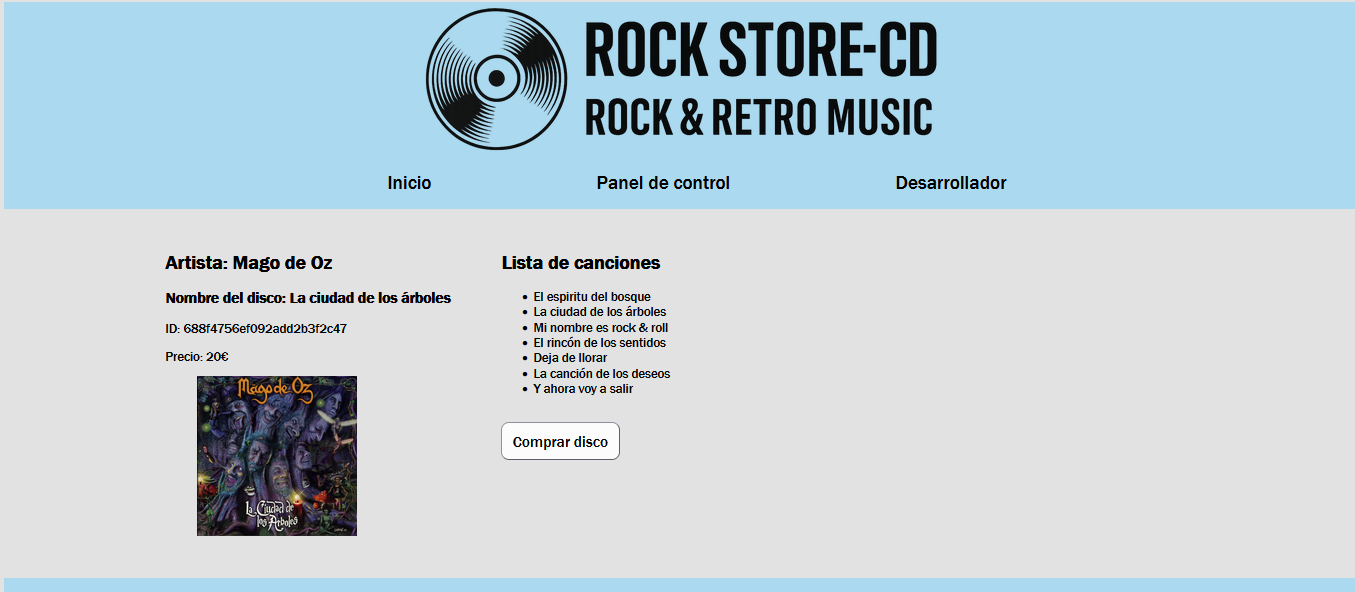 ROCK STORE-CD
ROCK & RETRO MUSIC
Inicio
Panel de control
Desarrollador
Artista: Mago de Oz
Nombre del disco: La ciudad de los árboles
ID: 688f4756ef092add2b3f2c47
Precio: 20€
Mago de Oz
La Ciudad de
los Arboles
Lista de canciones
El espiritu del bosque
La ciudad de los árboles
Mi nombre es rock & roll
El rincón de los sentidos
Deja de llorar
La canción de los deseos
Y ahora voy a salir
Comprar disco